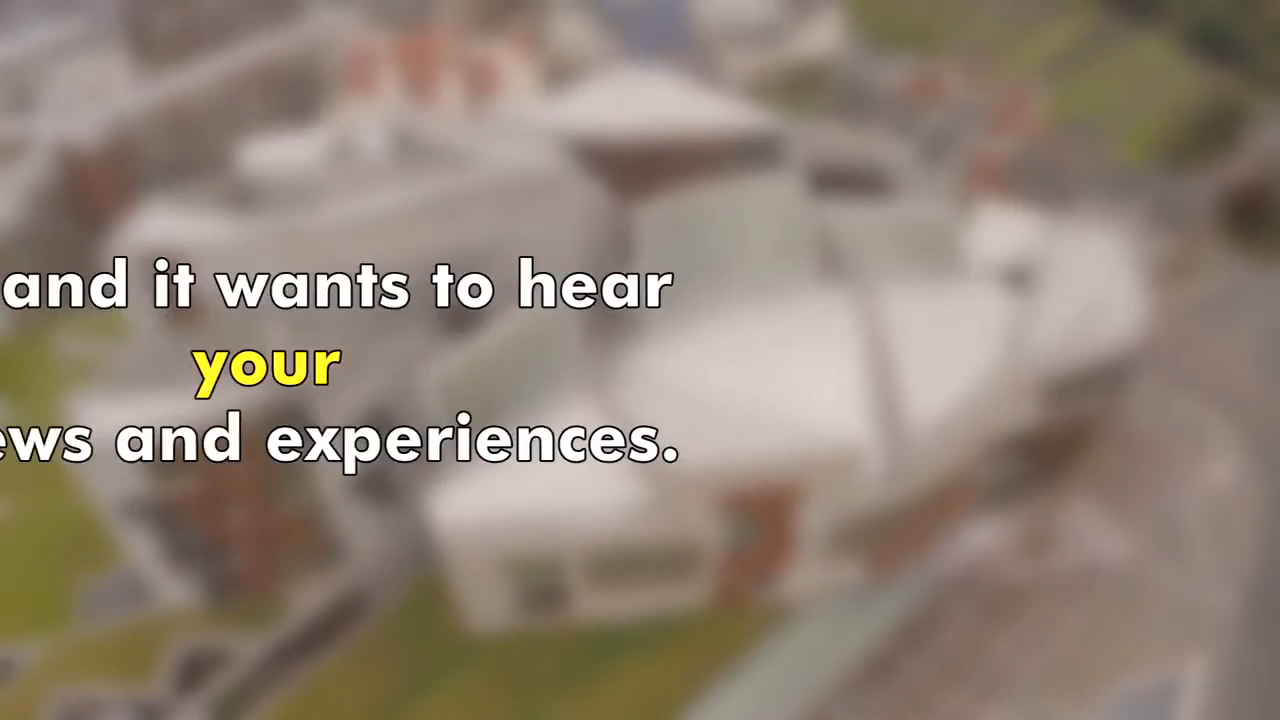 and it wants to hear
your
ews and experiences.